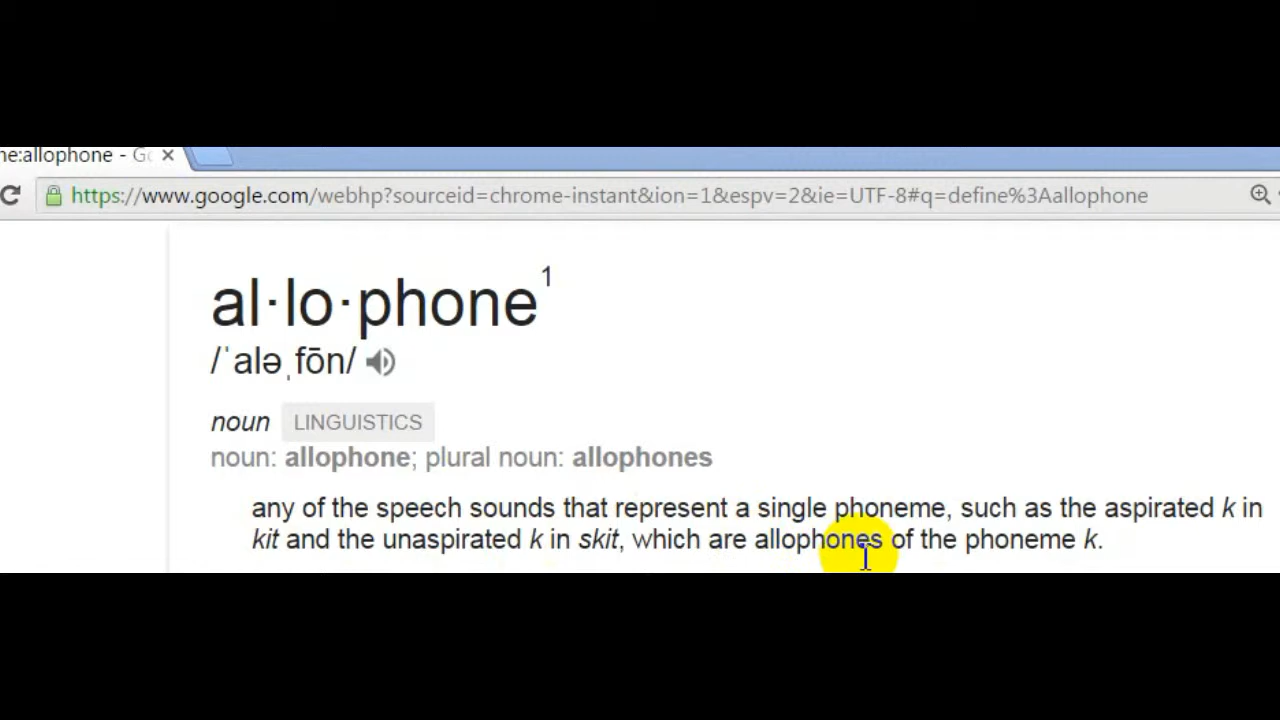 ne:allophone - Go
https://www.google.com/webhp?sourceid=chrome-instant&ion=1&espv=2&ie=UTF-8#q=define%3Aallophone
al·lo·phone¹
/ˈaləˌfōn/
noun LINGUISTICS
noun: allophone; plural noun: allophones
any of the speech sounds that represent a single phoneme, such as the aspirated k in
kit and the unaspirated k in skit, which are allophones of the phoneme k.